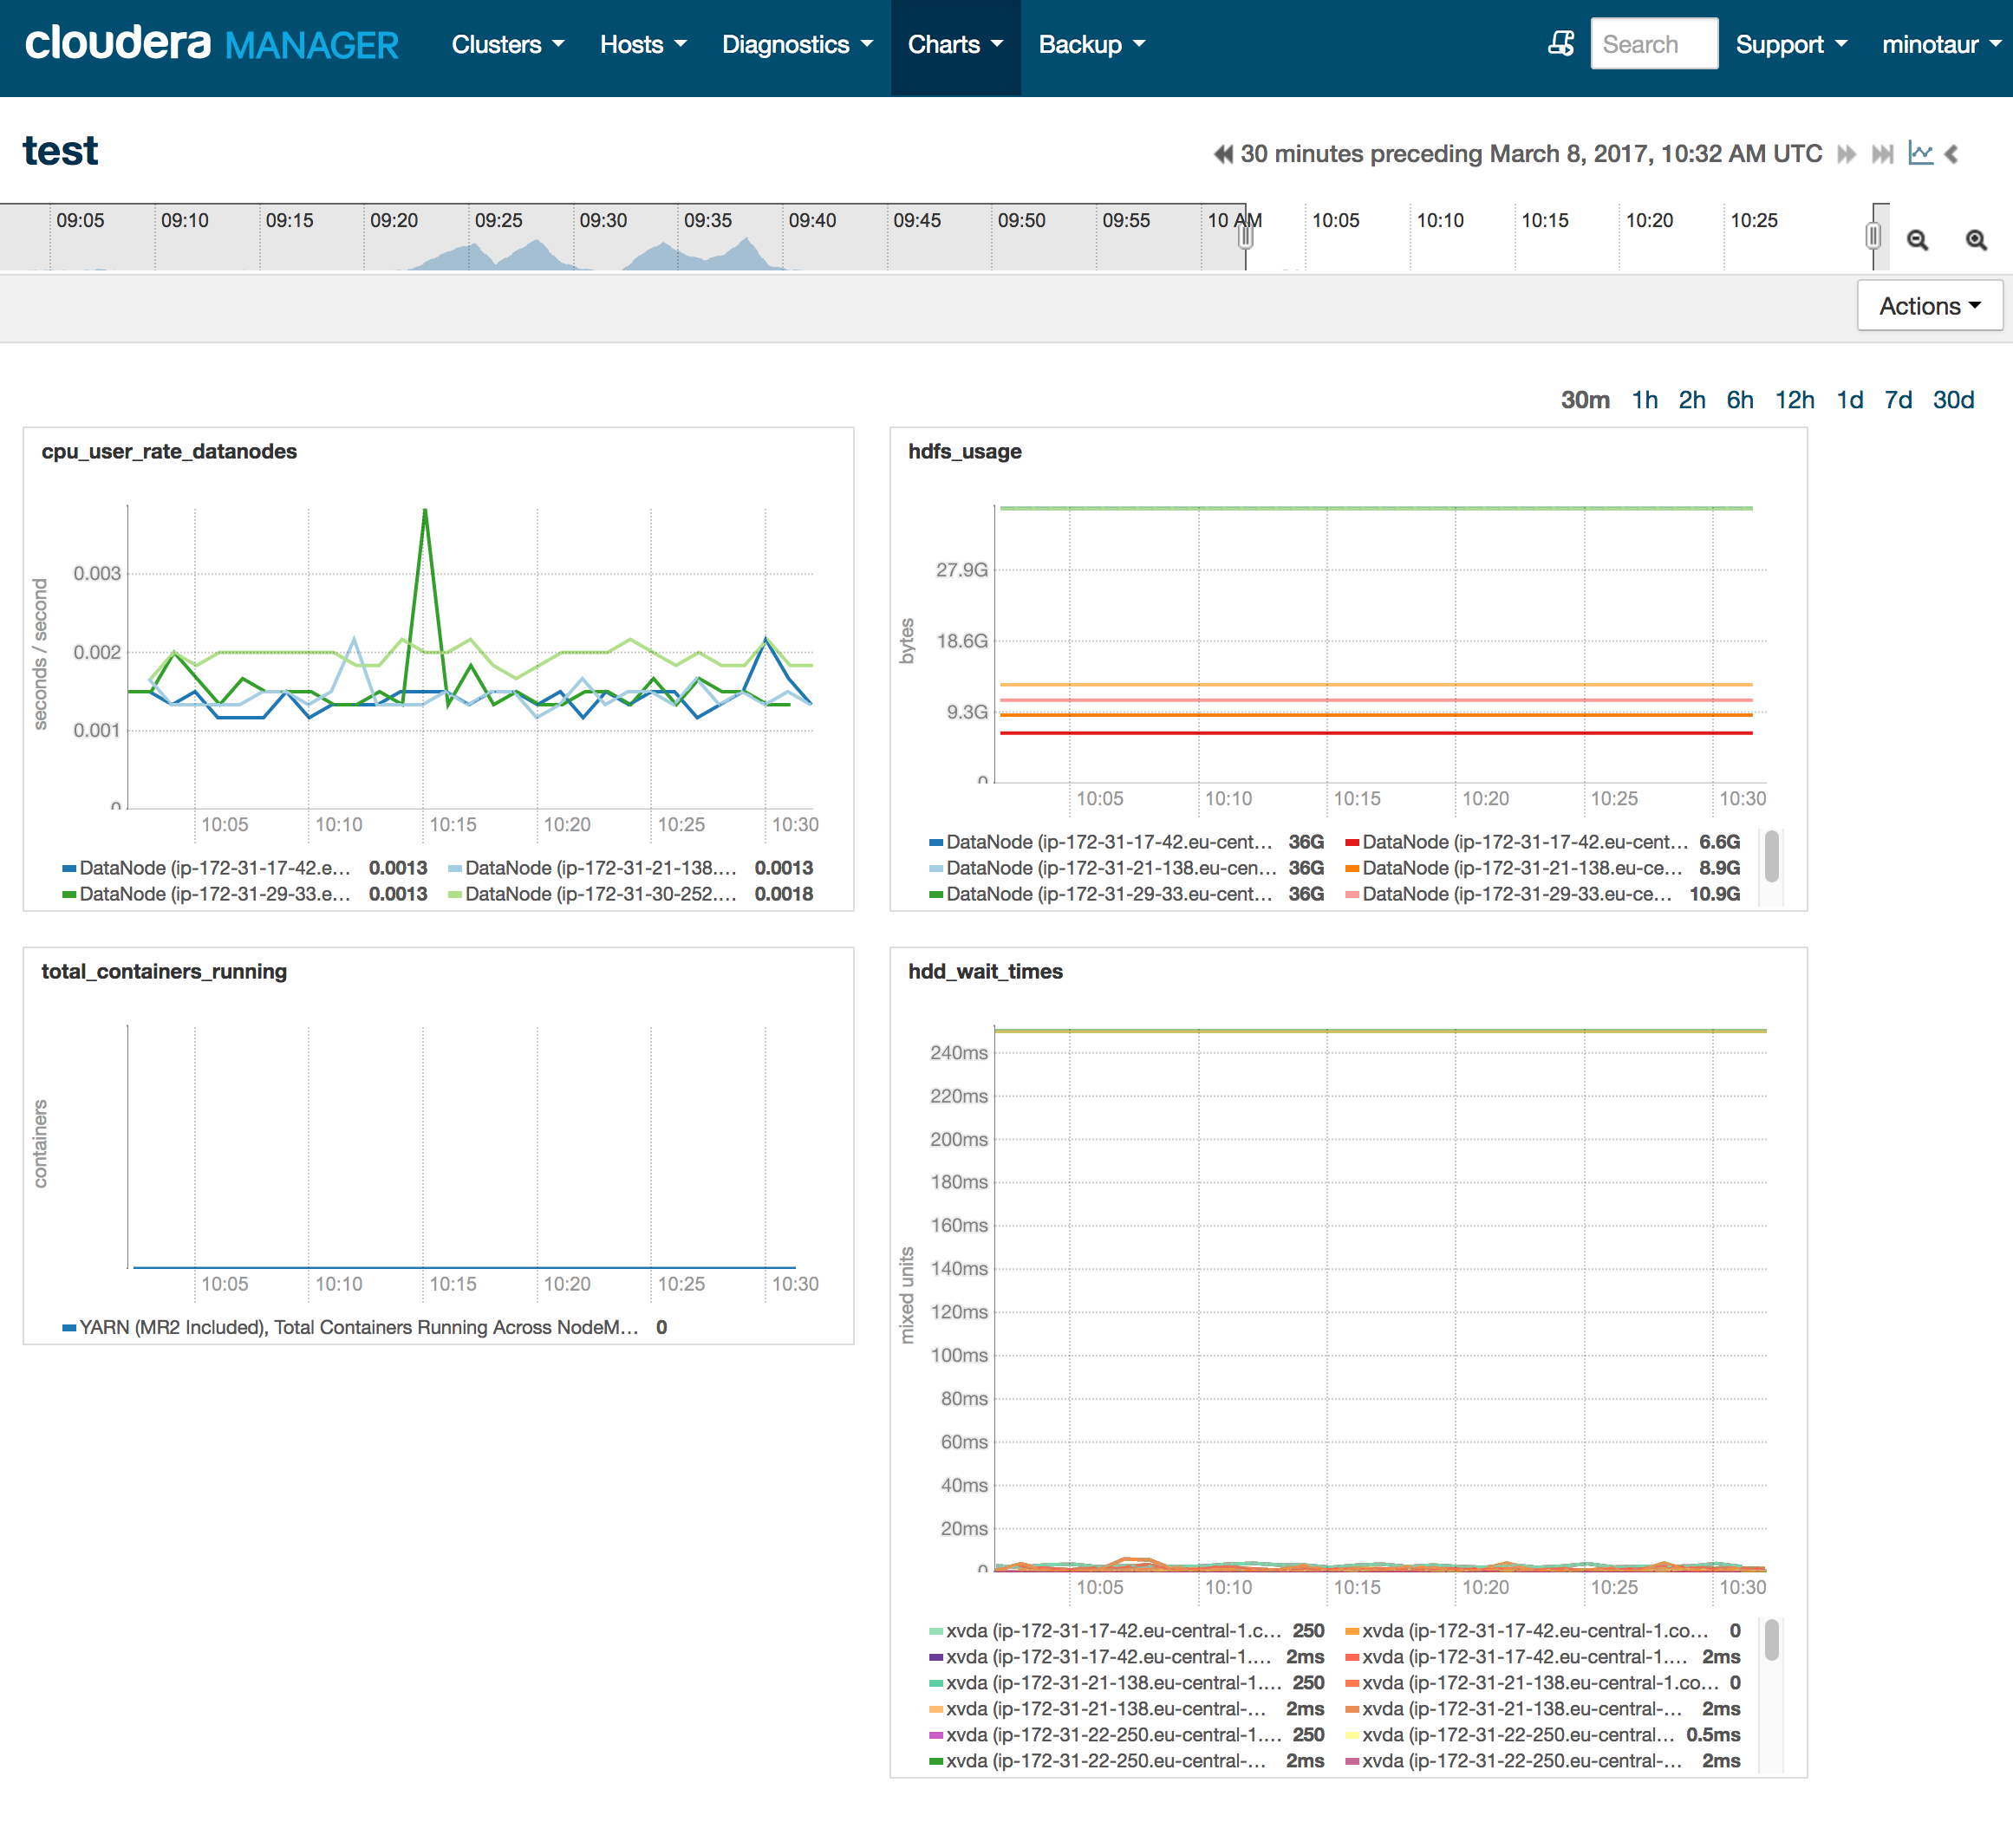 cloudera MANAGER Clusters Hosts Diagnostics Charts Backup Search Support minotaur
test
30 minutes preceding March 8, 2017, 10:32 AM UTC
09:05 09:10 09:15 09:20 09:25 09:30 09:35 09:40 09:45 09:50 09:55 10 AM 10:05 10:10 10:15 10:20 10:25
Actions
30m 1h 2h 6h 12h 1d 7d 30d
cpu_user_rate_datanodes
seconds / second
0.003
0.002
0.001
0
10:05 10:10 10:15 10:20 10:25 10:30
DataNode (ip-172-31-17-42.e... 0.0013 DataNode (ip-172-31-21-138.... 0.0013
DataNode (ip-172-31-29-33.e... 0.0013 DataNode (ip-172-31-30-252.... 0.0018
hdfs_usage
bytes
27.9G
18.6G
9.3G
0
10:05 10:10 10:15 10:20 10:25 10:30
DataNode (ip-172-31-17-42.eu-cent... 36G DataNode (ip-172-31-17-42.eu-cent... 6.6G
DataNode (ip-172-31-21-138.eu-cen... 36G DataNode (ip-172-31-21-138.eu-ce... 8.9G
DataNode (ip-172-31-29-33.eu-cent... 36G DataNode (ip-172-31-29-33.eu-ce... 10.9G
total_containers_running
containers
10:05 10:10 10:15 10:20 10:25 10:30
YARN (MR2 Included), Total Containers Running Across NodeM... 0
hdd_wait_times
mixed units
240ms
220ms
200ms
180ms
160ms
140ms
120ms
100ms
80ms
60ms
40ms
20ms
0
10:05 10:10 10:15 10:20 10:25 10:30
xvda (ip-172-31-17-42.eu-central-1.c... 250 xvda (ip-172-31-17-42.eu-central-1.co... 0
xvda (ip-172-31-17-42.eu-central-1.... 2ms xvda (ip-172-31-17-42.eu-central-1.... 2ms
xvda (ip-172-31-21-138.eu-central-1.... 250 xvda (ip-172-31-21-138.eu-central-1.co... 0
xvda (ip-172-31-21-138.eu-central-... 2ms xvda (ip-172-31-21-138.eu-central-... 2ms
xvda (ip-172-31-22-250.eu-central-1.... 250 xvda (ip-172-31-22-250.eu-central... 0.5ms
xvda (ip-172-31-22-250.eu-central-... 2ms xvda (ip-172-31-22-250.eu-central-... 2ms